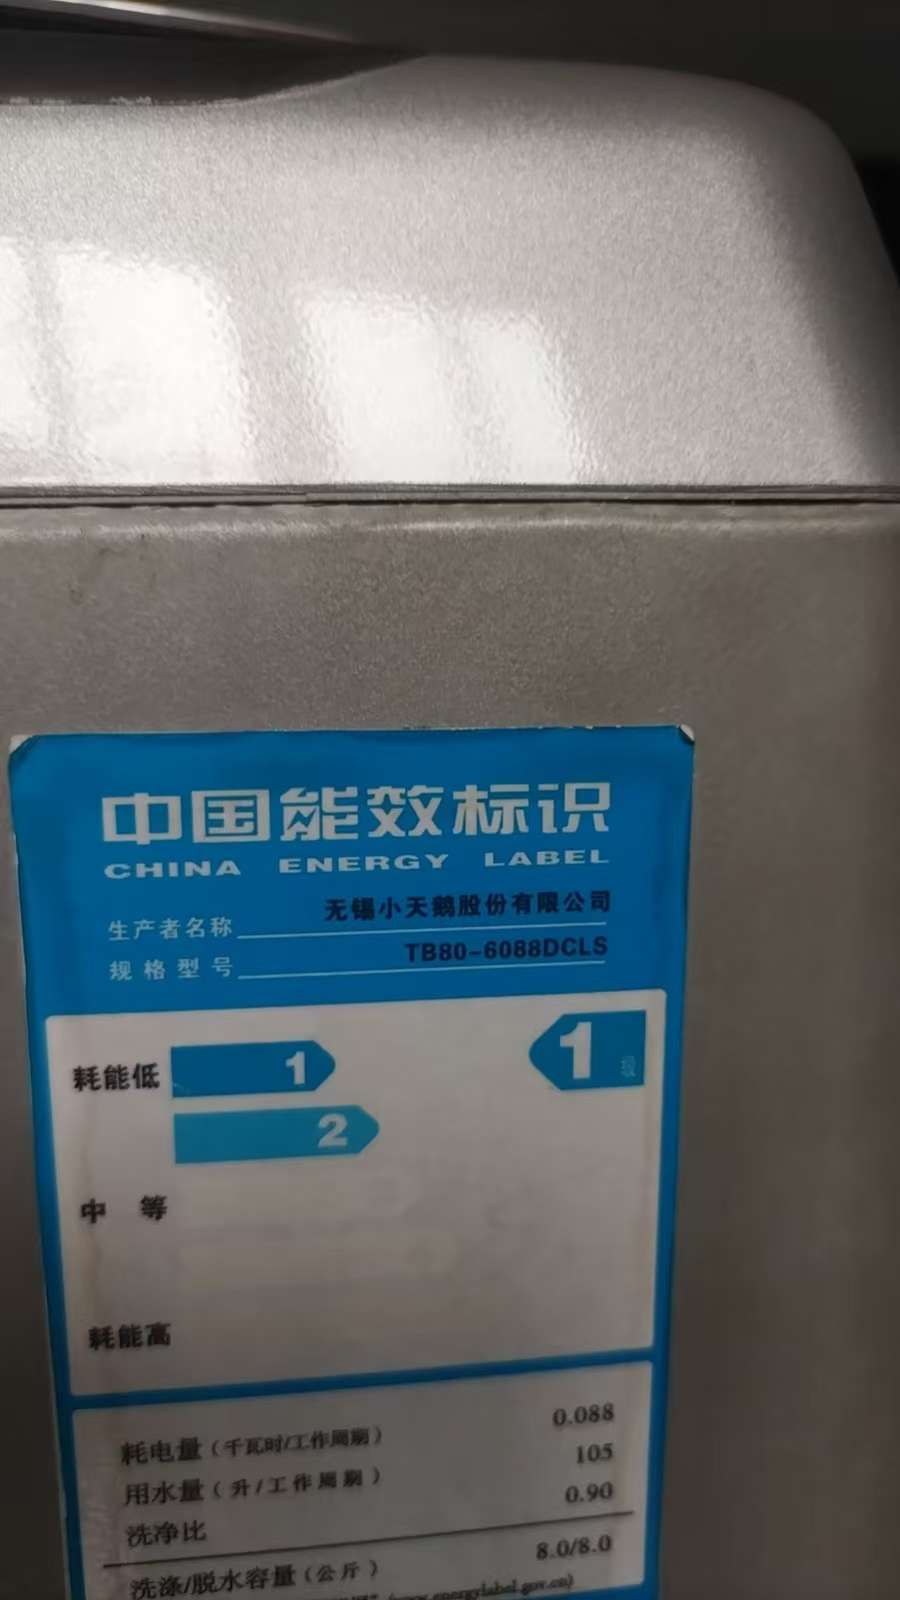 中国能效标识
CHINA ENERGY LABEL
生产者名称 无锡小天鹅股份有限公司
规格型号 TB80-6088DCLS
耗能低 1 1级
2
中等
耗能高
耗电量(千瓦时/工作周期) 0.088
用水量(升/工作周期) 105
洗净比 0.90
洗涤/脱水容量(公斤) 8.0/8.0
(www.energylabel.gov.cn)